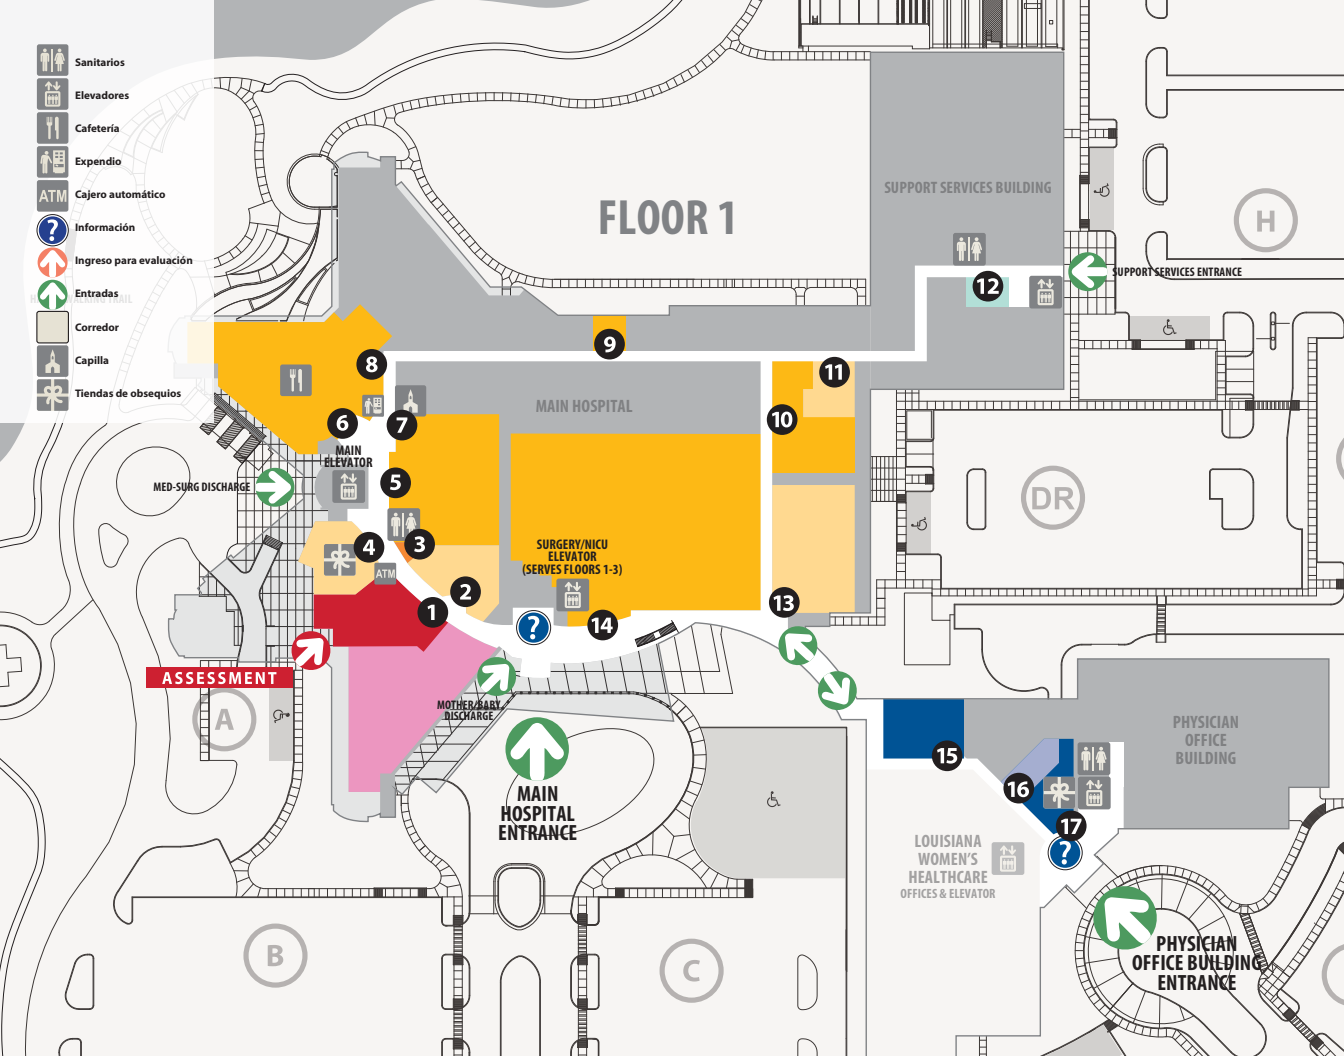 Sanitarios
Elevadores
Cafetería
Expendio
ATM
Cajero automático
?
Información
Ingreso para evaluación
Entradas
Corredor
Capilla
Tiendas de obsequios
FLOOR 1
SUPPORT SERVICES BUILDING
H
SUPPORT SERVICES ENTRANCE
12
9
8
11
MAIN HOSPITAL
10
6
7
MAIN
ELEVATOR
5
MED-SURG DISCHARGE
DR
3
4
SURGERY/NICU
ELEVATOR
(SERVES FLOORS 1-3)
ATM
2
1
13
14
?
ASSESSMENT
A
MOTHER/BABY
DISCHARGE
MAIN
HOSPITAL
ENTRANCE
15
16
17
?
PHYSICIAN
OFFICE
BUILDING
LOUISIANA
WOMEN'S
HEALTHCARE
OFFICES & ELEVATOR
B
C
PHYSICIAN
OFFICE BUILDING
ENTRANCE